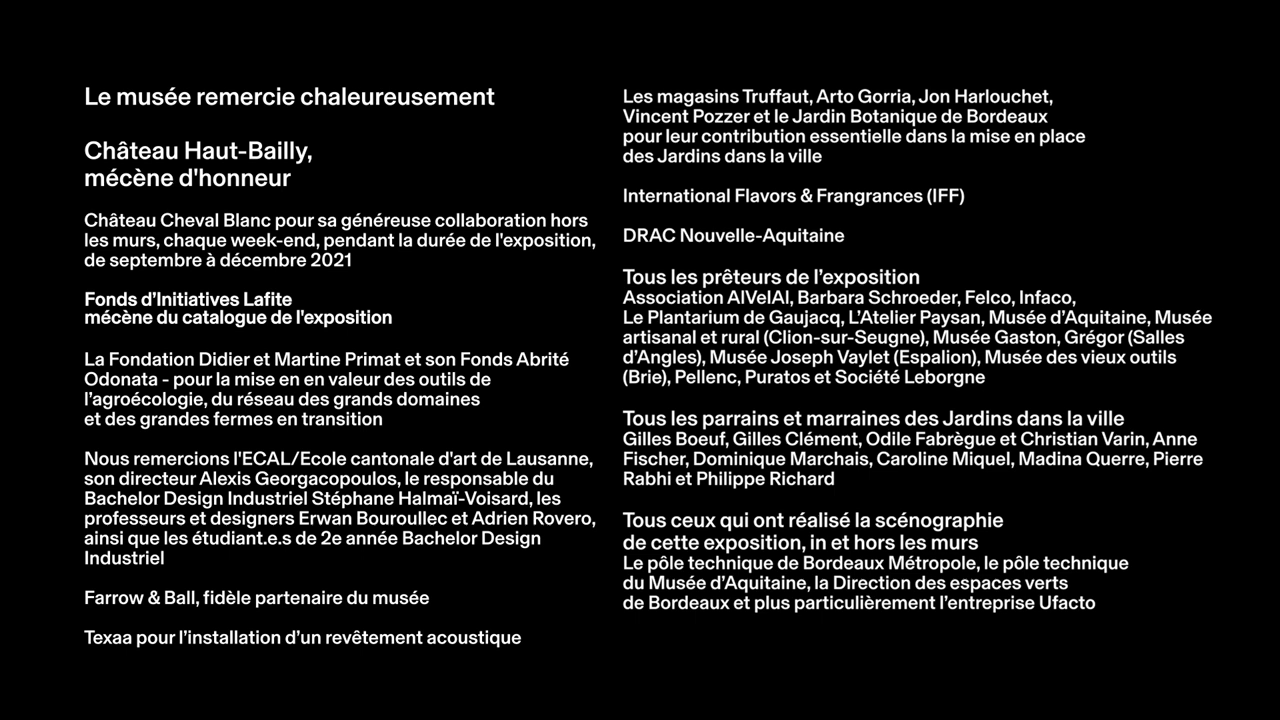 Le musée remercie chaleureusement
Château Haut-Bailly,
mécène d'honneur
Château Cheval Blanc pour sa généreuse collaboration hors
les murs, chaque week-end, pendant la durée de l'exposition,
de septembre à décembre 2021
Fonds d'Initiatives Lafite
mécène du catalogue de l'exposition
La Fondation Didier et Martine Primat et son Fonds Abrité
Odonata - pour la mise en en valeur des outils de
l'agroécologie, du réseau des grands domaines
et des grandes fermes en transition
Nous remercions l'ECAL/Ecole cantonale d'art de Lausanne,
son directeur Alexis Georgacopoulos, le responsable du
Bachelor Design Industriel Stéphane Halmaï-Voisard, les
professeurs et designers Erwan Bouroullec et Adrien Rovero,
ainsi que les étudiant.e.s de 2e année Bachelor Design
Industriel
Farrow & Ball, fidèle partenaire du musée
Texaa pour l'installation d'un revêtement acoustique
Les magasins Truffaut, Arto Gorria, Jon Harlouchet,
Vincent Pozzer et le Jardin Botanique de Bordeaux
pour leur contribution essentielle dans la mise en place
des Jardins dans la ville
International Flavors & Frangrances (IFF)
DRAC Nouvelle-Aquitaine
Tous les prêteurs de l'exposition
Association AlVelAl, Barbara Schroeder, Felco, Infaco,
Le Plantarium de Gaujacq, L'Atelier Paysan, Musée d'Aquitaine, Musée
artisanal et rural (Clion-sur-Seugne), Musée Gaston, Grégor (Salles
d'Angles), Musée Joseph Vaylet (Espalion), Musée des vieux outils
(Brie), Pellenc, Puratos et Société Leborgne
Tous les parrains et marraines des Jardins dans la ville
Gilles Boeuf, Gilles Clément, Odile Fabrègue et Christian Varin, Anne
Fischer, Dominique Marchais, Caroline Miquel, Madina Querre, Pierre
Rabhi et Philippe Richard
Tous ceux qui ont réalisé la scénographie
de cette exposition, in et hors les murs
Le pôle technique de Bordeaux Métropole, le pôle technique
du Musée d'Aquitaine, la Direction des espaces verts
de Bordeaux et plus particulièrement l'entreprise Ufacto